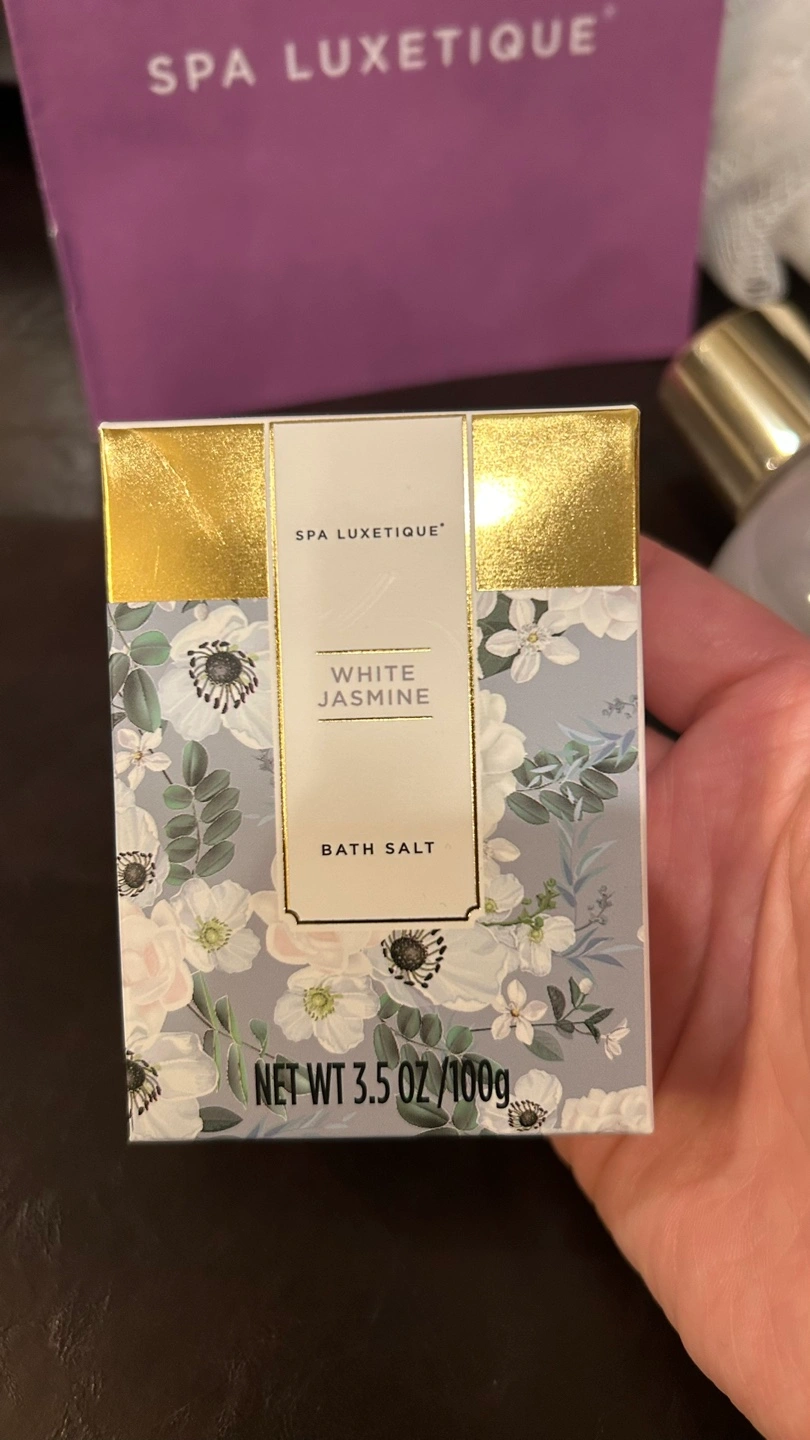 SPA LUXETIQUE®
SPA LUXETIQUE®
WHITE
JASMINE
BATH SALT
NET WT 3.5 OZ /100g